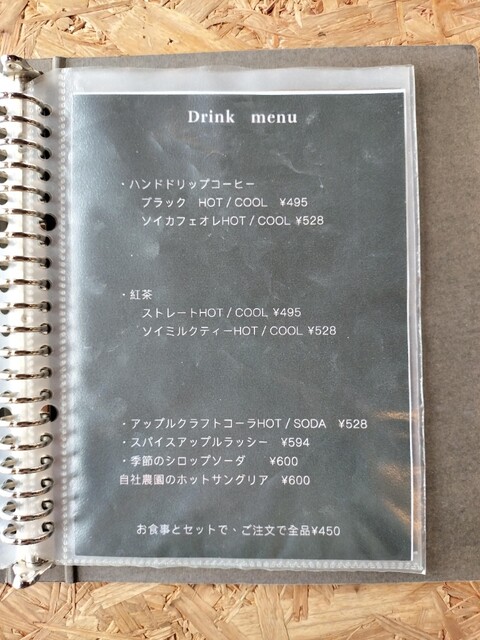 Drink menu
・ハンドドリップコーヒー
ブラック HOT / COOL ¥495
ソイカフェオレHOT / COOL ¥528
・紅茶
ストレートHOT / COOL ¥495
ソイミルクティーHOT / COOL ¥528
・アップルクラフトコーラHOT / SODA ¥528
・スパイスアップルラッシー ¥594
・季節のシロップソーダ ¥600
自社農園のホットサングリア ¥600
お食事とセットで、ご注文で全品¥450